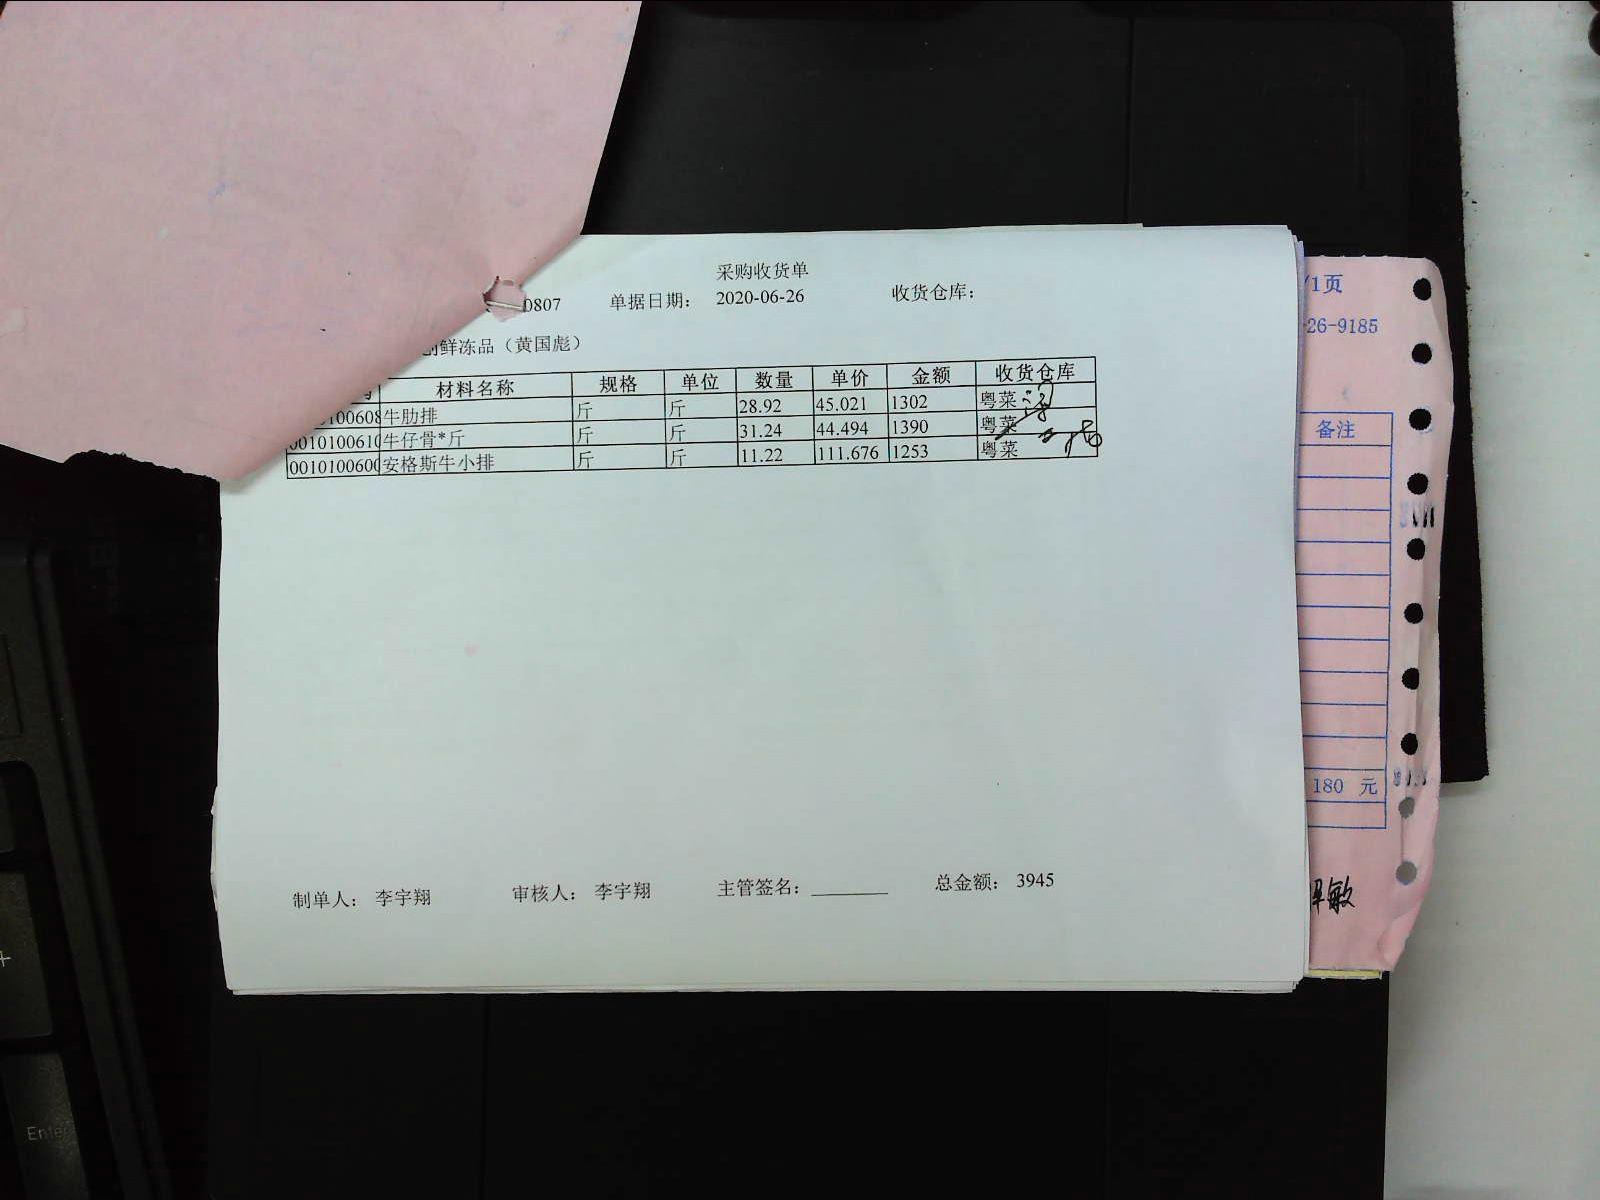 采购收货单
0807 单据日期： 2020-06-26 收货仓库：
创鲜冻品（黄国彪）
材料名称 规格 单位 数量 单价 金额 收货仓库
0100608 牛肋排 斤 斤 28.92 45.021 1302 粤菜
0010100610 牛仔骨*斤 斤 斤 31.24 44.494 1390 粤菜
0010100600 安格斯牛小排 斤 斤 11.22 111.676 1253 粤菜
制单人： 李宇翔 审核人： 李宇翔 主管签名： 总金额： 3945
/1页
-26-9185
备注
180 元
敏
Enter